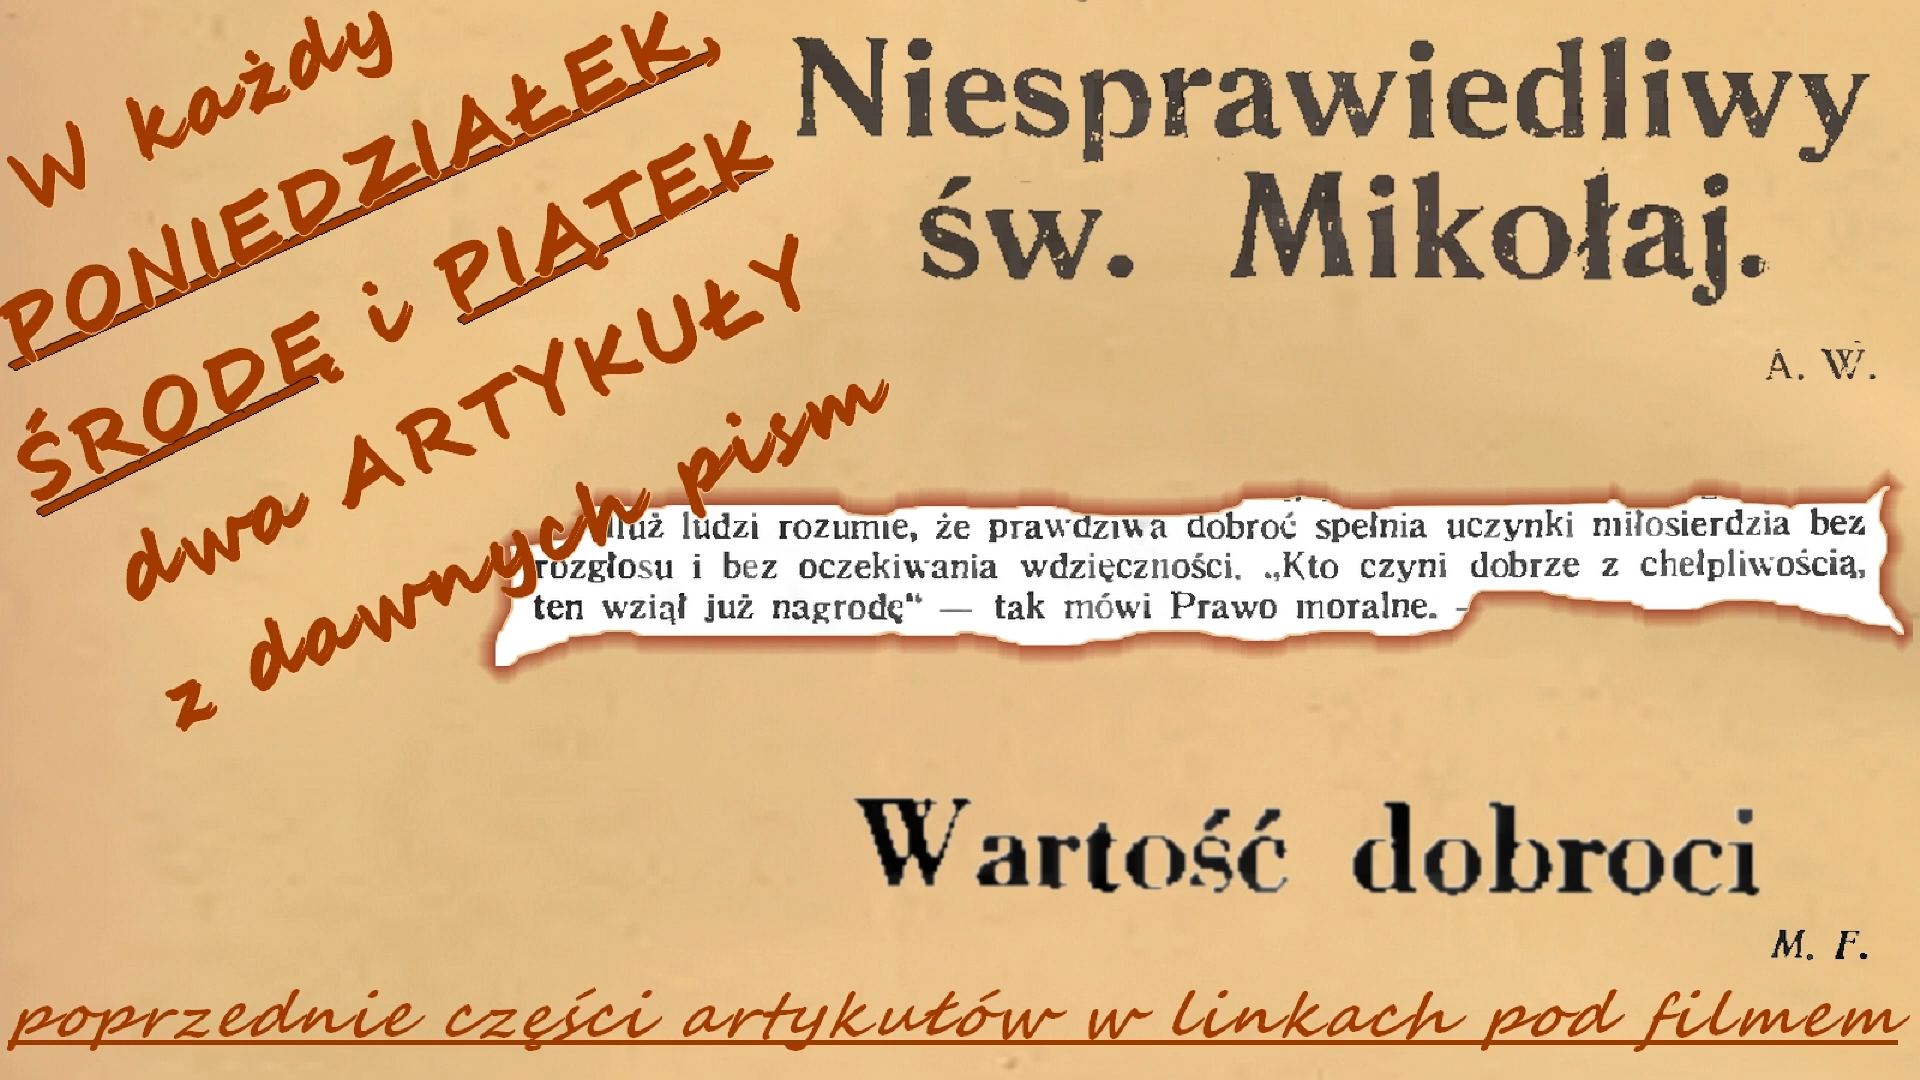 W każdy
PONIEDZIAŁEK,
ŚRODĘ i PIĄTEK
dwa ARTYKUŁY
z dawnych pism
Niesprawiedliwy
św. Mikołaj.
A. W.
ludzi rozumie, że prawdziwa dobroć spełnia uczynki miłosierdzia bez
rozgłosu i bez oczekiwania wdzięczności. „Kto czyni dobrze z chełpliwością,
ten wziął już nagrodę“ — tak mówi Prawo moralne. -
Wartość dobroci
M. F.
poprzednie części artykułów w linkach pod filmem